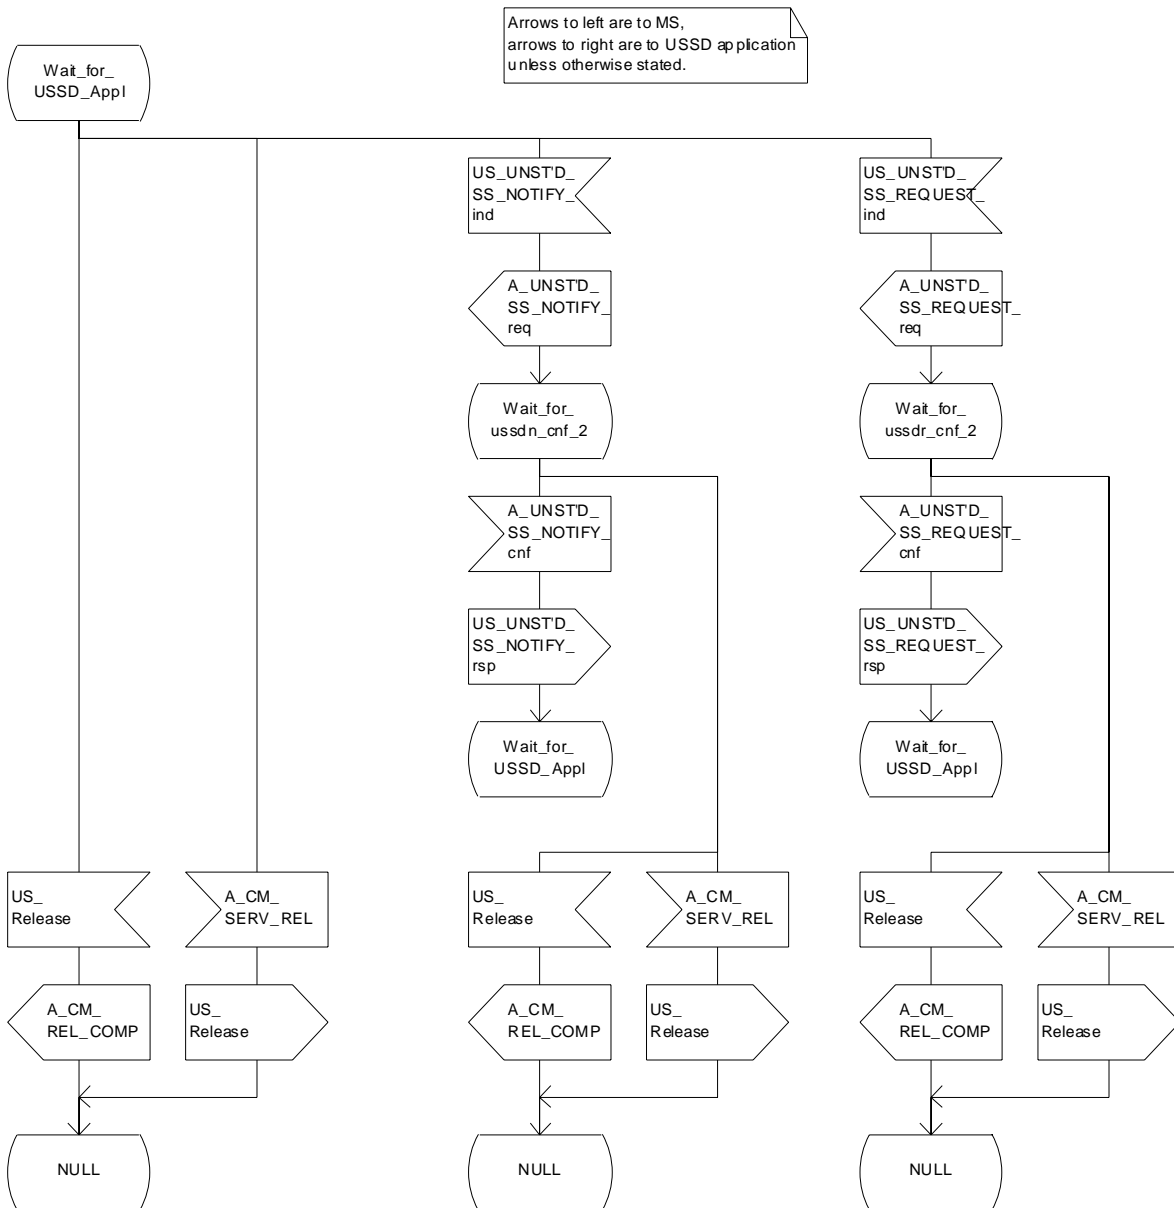 Arrows to left are to MS,
arrows to right are to USSD application
unless otherwise stated.
Wait_for_
USSD_Appl
US_UNST'D_
SS_NOTIFY_
ind
US_UNST'D_
SS_REQUEST_
ind
A_UNST'D_
SS_NOTIFY_
req
A_UNST'D_
SS_REQUEST_
req
Wait_for_
ussdn_cnf_2
Wait_for_
ussdr_cnf_2
A_UNST'D_
SS_NOTIFY_
cnf
A_UNST'D_
SS_REQUEST_
cnf
US_UNST'D_
SS_NOTIFY_
rsp
US_UNST'D_
SS_REQUEST_
rsp
Wait_for_
USSD_Appl
Wait_for_
USSD_Appl
US_
Release
A_CM_
SERV_REL
US_
Release
A_CM_
SERV_REL
US_
Release
A_CM_
SERV_REL
A_CM_
REL_COMP
US_
Release
A_CM_
REL_COMP
US_
Release
A_CM_
REL_COMP
US_
Release
NULL
NULL
NULL